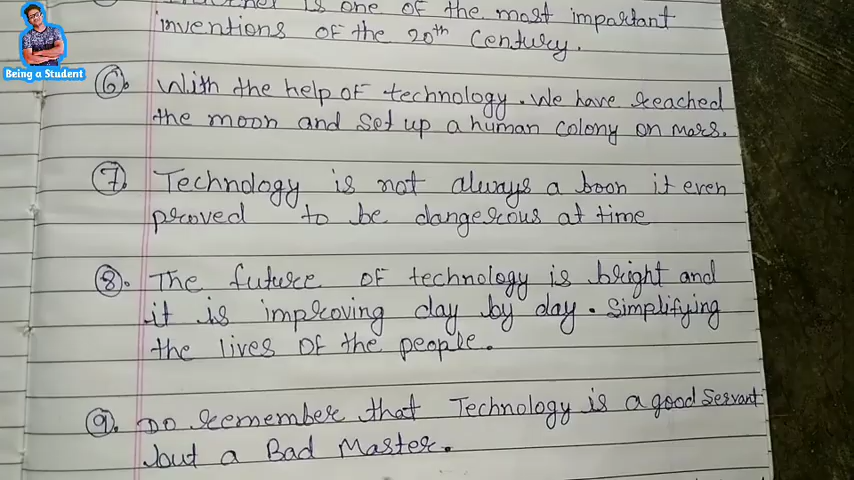 is one of the most important
inventions of the 20th Century.
Being a Student
6. With the help of technology. We have reached
the moon and set up a human colony on mars.
7. Technology is not always a boon it even
proved to be dangerous at time
8. The future of technology is bright and
it is improving day by day. Simplifying
the lives of the people.
9. Do remember that Technology is a good Servant
but a Bad Master.